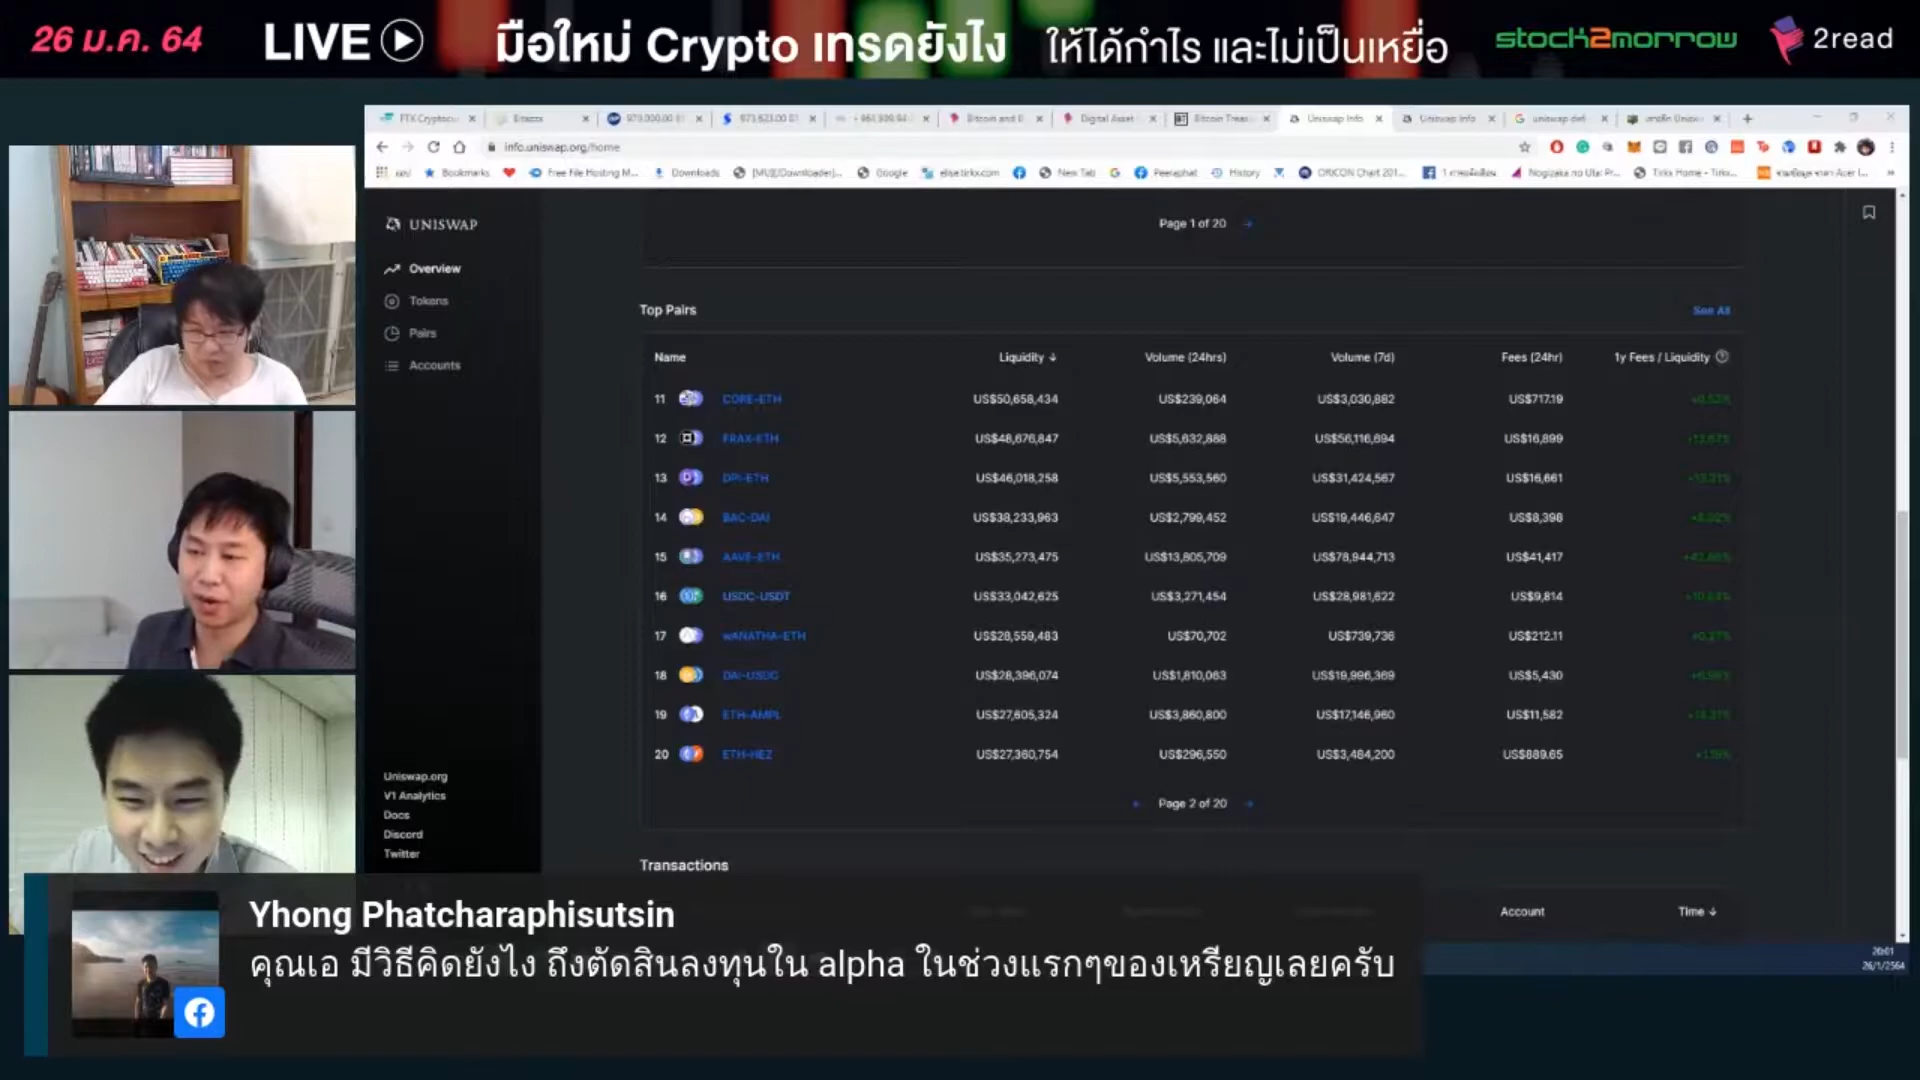 26 ม.ค. 64
LIVE
มือใหม่ Crypto เทรดยังไง ให้ได้กำไร และไม่เป็นเหยื่อ
stock2morrow
2read
info.uniswap.org/home
Bookmarks
Free File Hosting M...
Downloads
Google
New Tab
Peeraphat
History
UNISWAP
Overview
Tokens
Pairs
Accounts
Page 1 of 20
Top Pairs
See All
Name Liquidity ↓ Volume (24hrs) Volume (7d) Fees (24hr) 1y Fees / Liquidity
11 CORE-ETH US$50,658,434 US$239,064 US$3,030,882 US$717.19
12 FRAX-ETH US$48,676,847 US$5,632,888 US$56,116,694 US$16,899
13 DPI-ETH US$46,018,258 US$5,553,560 US$31,424,567 US$16,661
14 BAC-DAI US$38,233,963 US$2,799,452 US$19,446,647 US$8,398
15 AAVE-ETH US$35,273,475 US$13,805,709 US$78,944,713 US$41,417
16 USDC-USDT US$33,042,625 US$3,271,454 US$28,981,622 US$9,814
17 wANATHA-ETH US$28,559,483 US$70,702 US$739,736 US$212.11
18 DAI-USDC US$28,396,074 US$1,810,063 US$19,996,369 US$5,430
19 ETH-AMPL US$27,605,324 US$3,860,800 US$17,146,960 US$11,582
20 ETH-HEZ US$27,360,754 US$296,550 US$3,484,200 US$889.65
Page 2 of 20
Uniswap.org
V1 Analytics
Docs
Discord
Twitter
Transactions
Account
Time ↓
20:01
26/1/2564
Yhong Phatcharaphisutsin
คุณเอ มีวิธีคิดยังไง ถึงตัดสินลงทุนใน alpha ในช่วงแรกๆของเหรียญเลยครับ